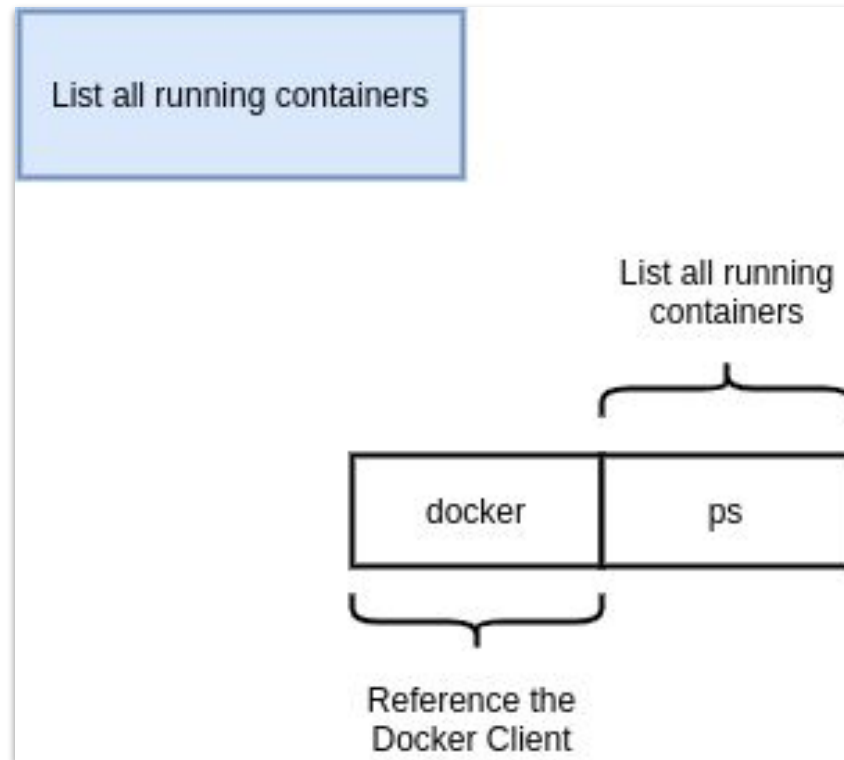 List all running containers
List all running
containers
docker ps
Reference the
Docker Client